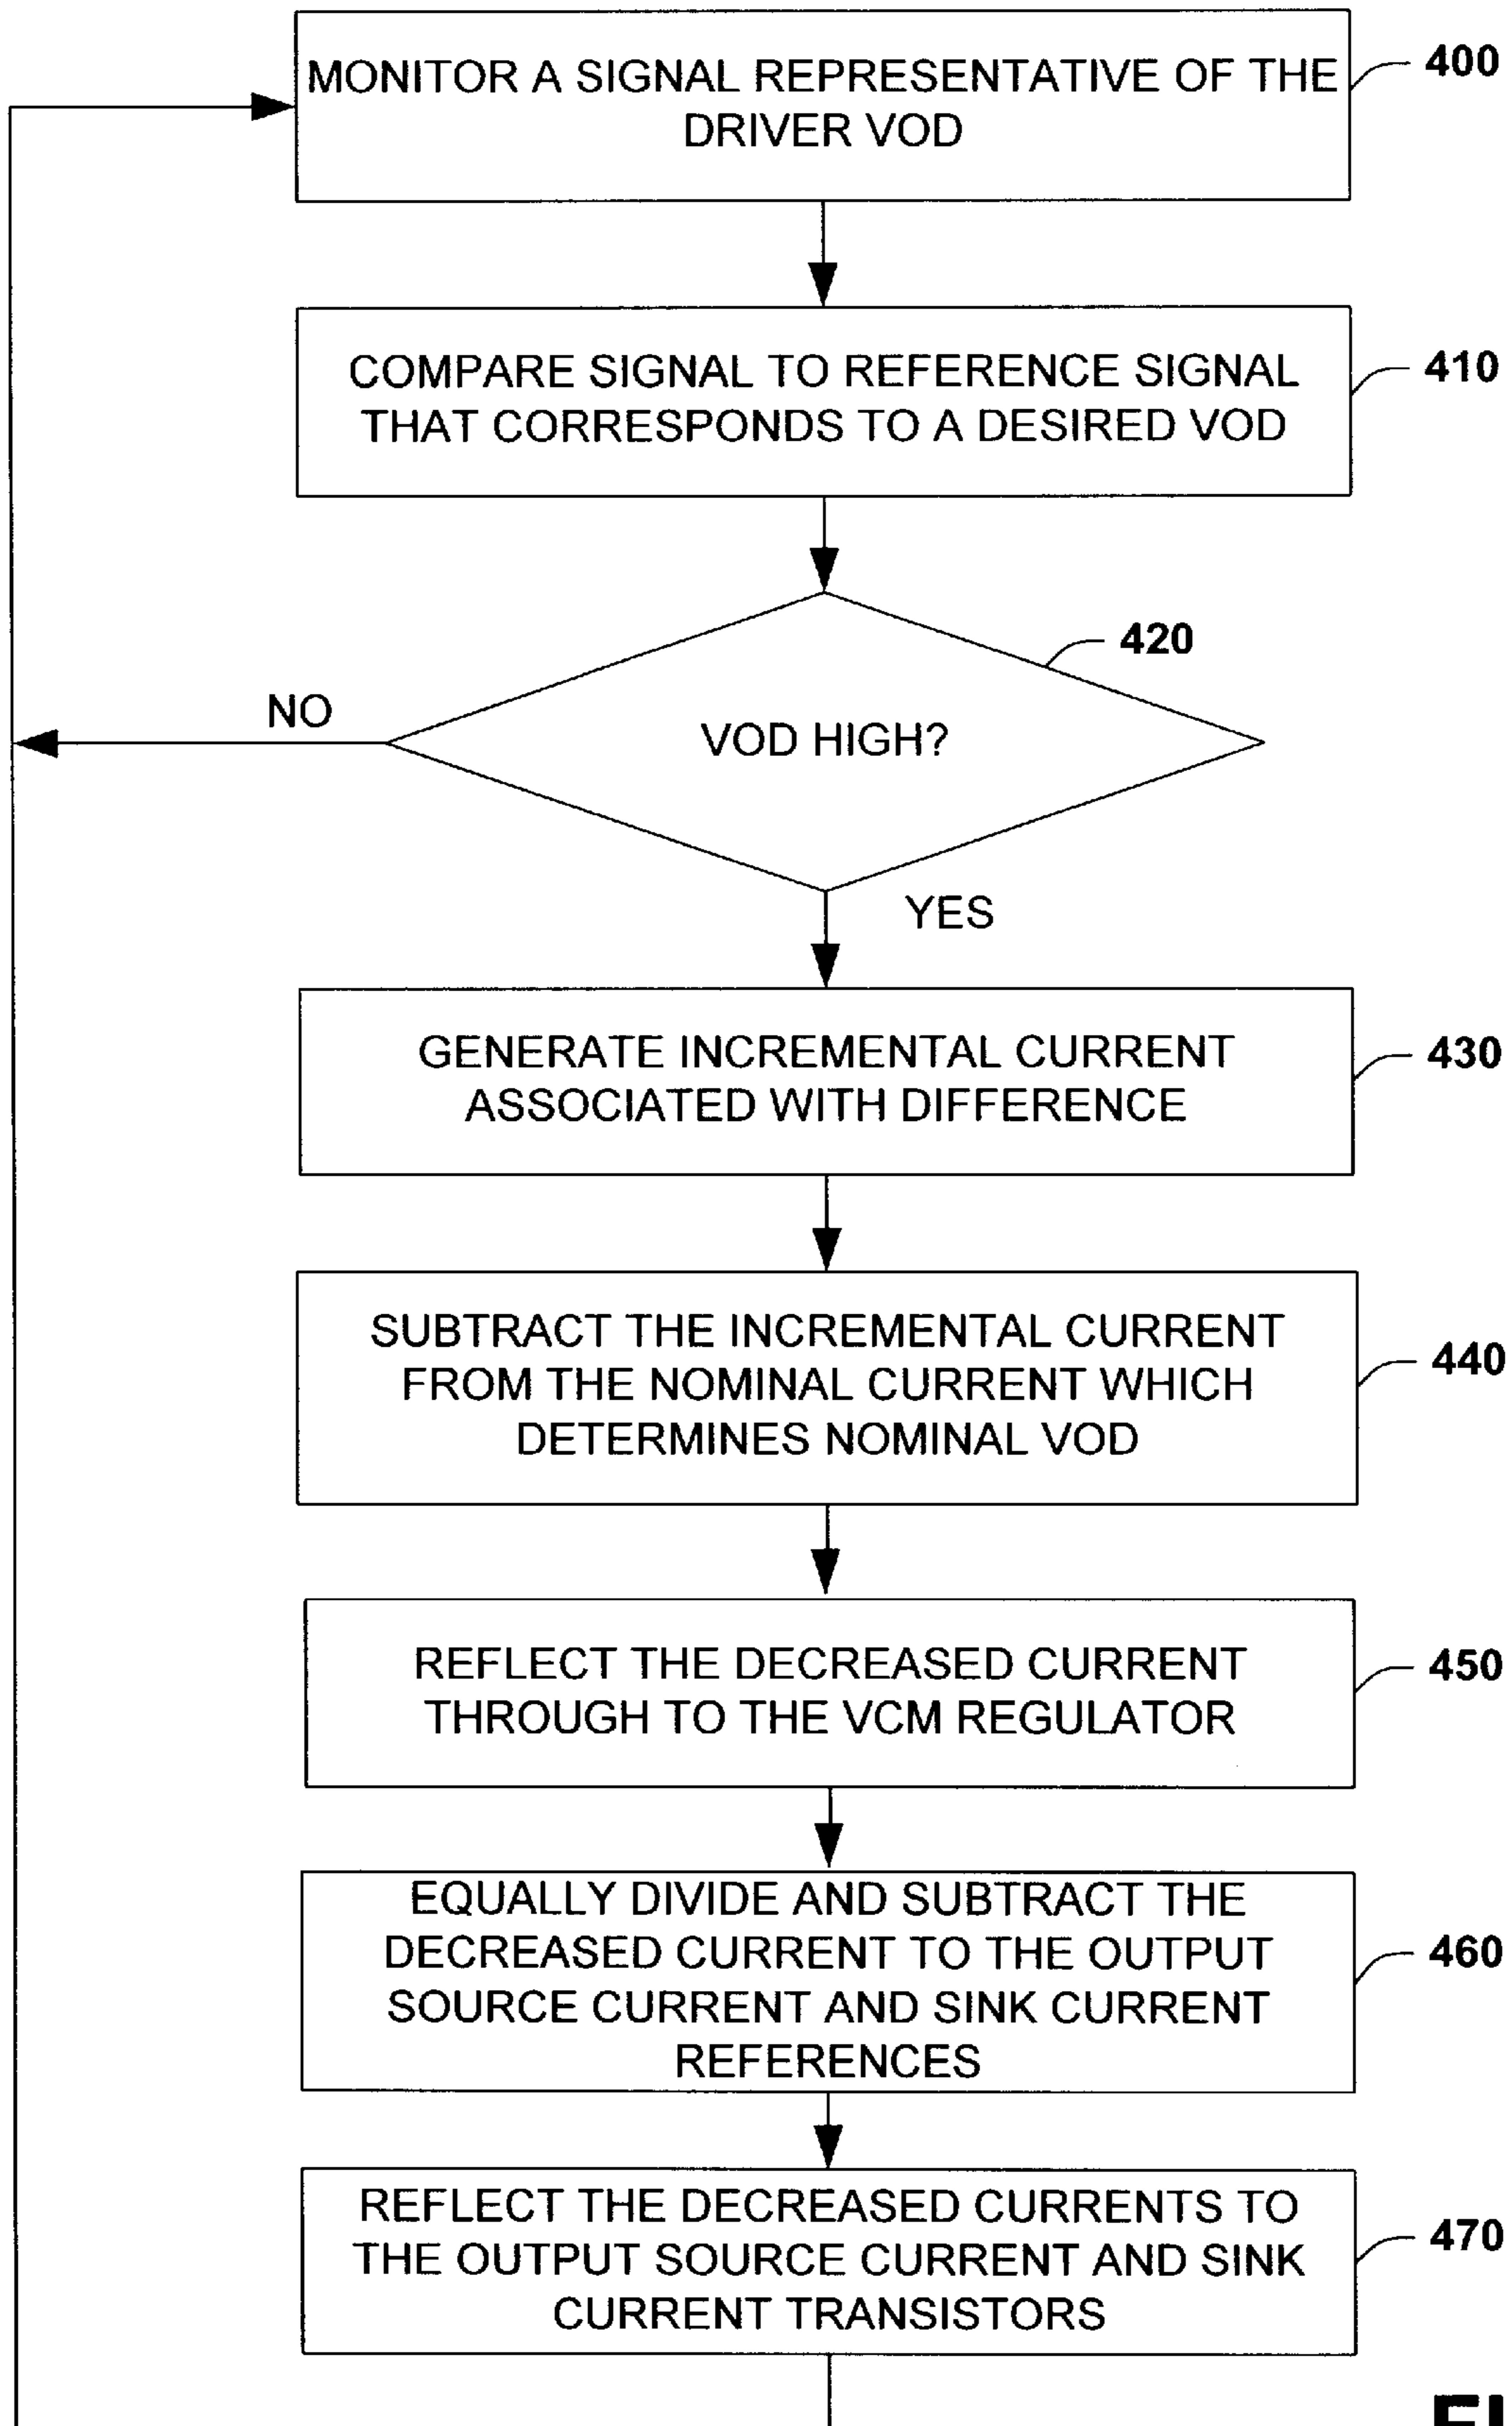 MONITOR A SIGNAL REPRESENTATIVE OF THE
DRIVER VOD
400
COMPARE SIGNAL TO REFERENCE SIGNAL
THAT CORRESPONDS TO A DESIRED VOD
410
420
NO
VOD HIGH?
YES
GENERATE INCREMENTAL CURRENT
ASSOCIATED WITH DIFFERENCE
430
SUBTRACT THE INCREMENTAL CURRENT
FROM THE NOMINAL CURRENT WHICH
DETERMINES NOMINAL VOD
440
REFLECT THE DECREASED CURRENT
THROUGH TO THE VCM REGULATOR
450
EQUALLY DIVIDE AND SUBTRACT THE
DECREASED CURRENT TO THE OUTPUT
SOURCE CURRENT AND SINK CURRENT
REFERENCES
460
REFLECT THE DECREASED CURRENTS TO
THE OUTPUT SOURCE CURRENT AND SINK
CURRENT TRANSISTORS
470